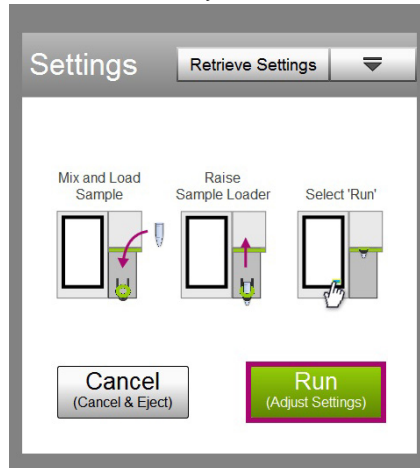 Settings
Retrieve Settings
Mix and Load
Sample
Raise
Sample Loader
Select 'Run'
Cancel
(Cancel & Eject)
Run
(Adjust Settings)